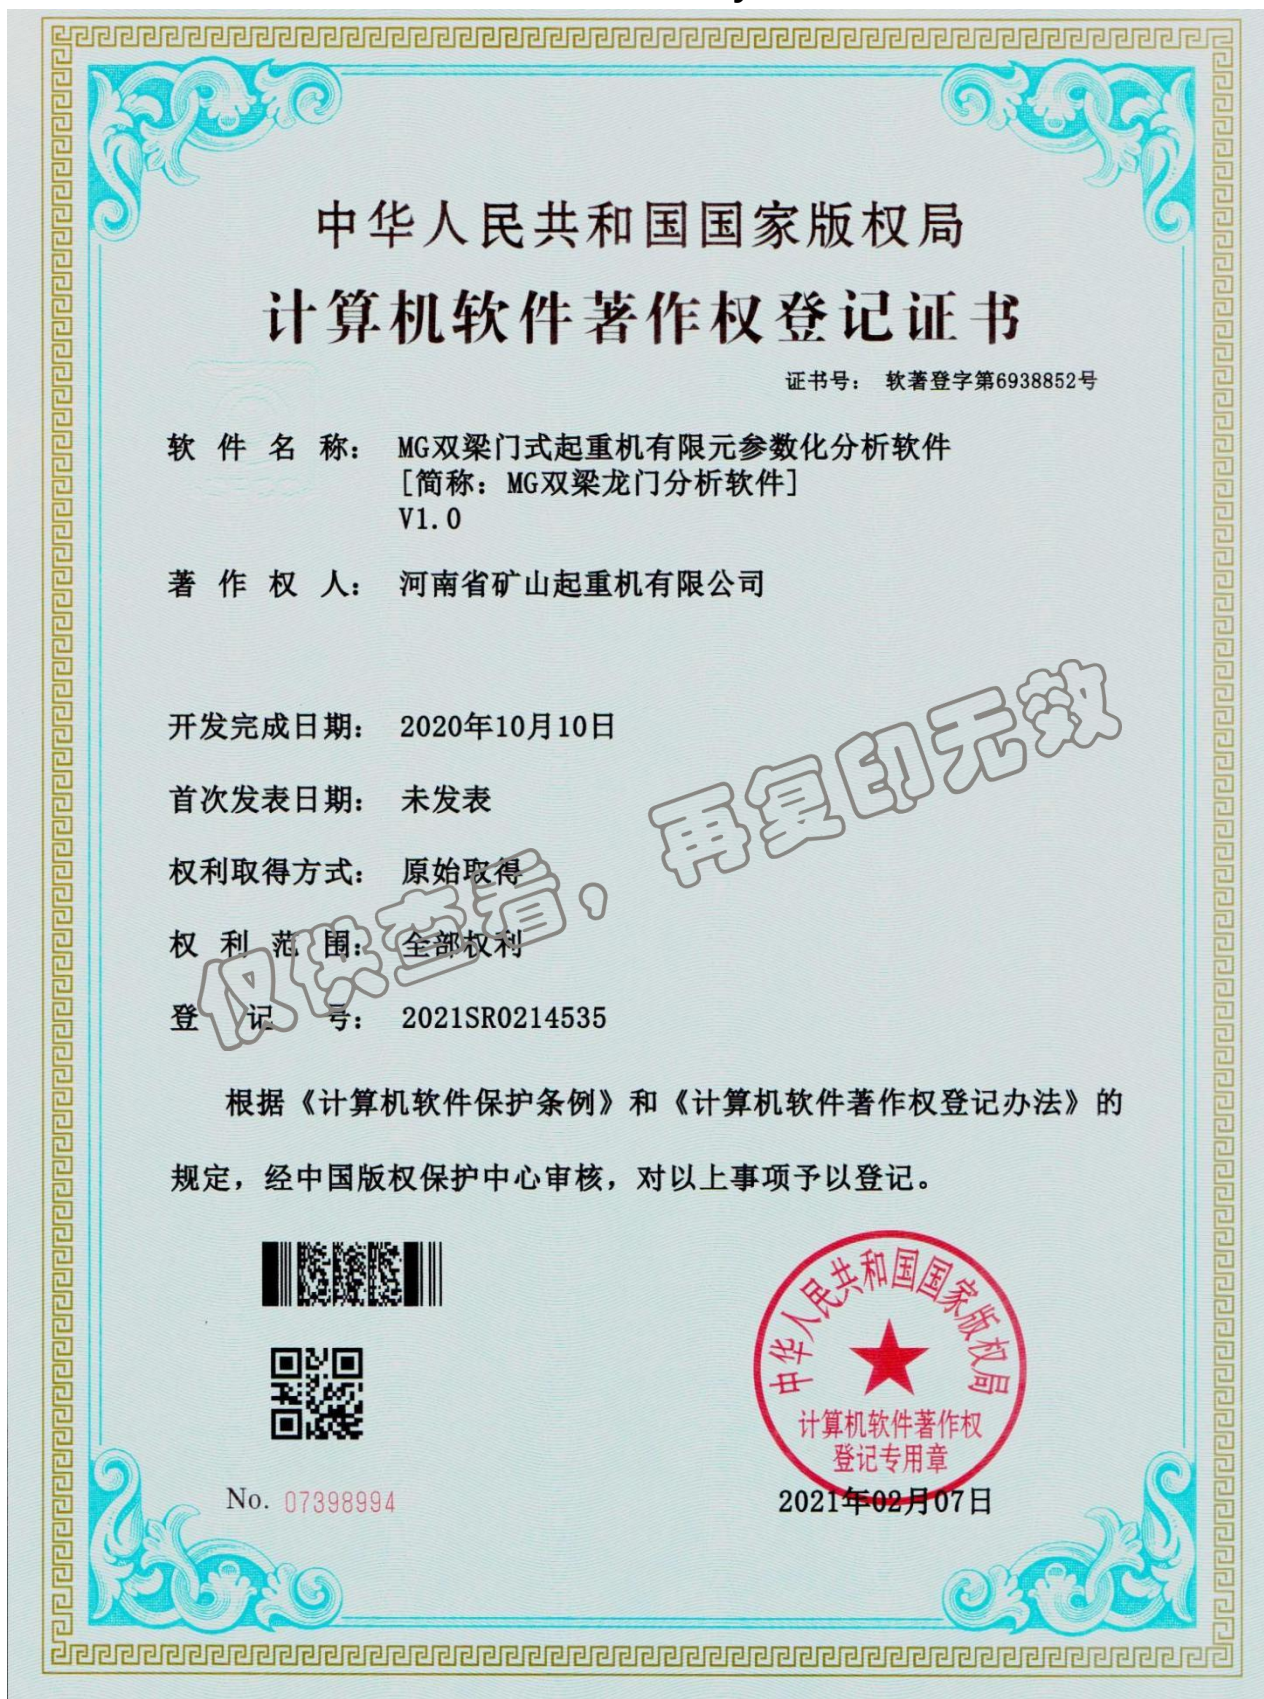 中华人民共和国国家版权局
计算机软件著作权登记证书
证书号： 软著登字第6938852号
软件名称： MG双梁门式起重机有限元参数化分析软件
[简称：MG双梁龙门分析软件]
V1.0
著作权人： 河南省矿山起重机有限公司
开发完成日期： 2020年10月10日
首次发表日期： 未发表
权利取得方式： 原始取得
权利范围： 全部权利
登记号： 2021SR0214535
仅供查看，再复印无效
根据《计算机软件保护条例》和《计算机软件著作权登记办法》的
规定，经中国版权保护中心审核，对以上事项予以登记。
中华人民共和国国家版权局
计算机软件著作权
登记专用章
No. 07398994
2021年02月07日